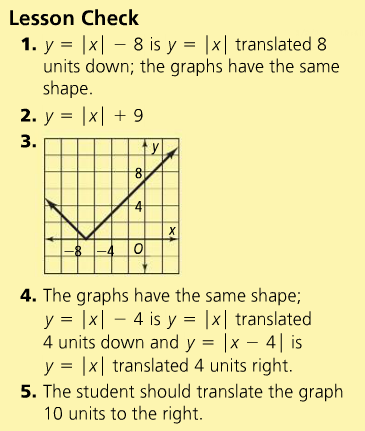 Lesson Check
1. y = |x| − 8 is y = |x| translated 8
units down; the graphs have the same
shape.
2. y = |x| + 9
3.
y
8
4
x
−8 −4 O
4. The graphs have the same shape;
y = |x| − 4 is y = |x| translated
4 units down and y = |x − 4| is
y = |x| translated 4 units right.
5. The student should translate the graph
10 units to the right.